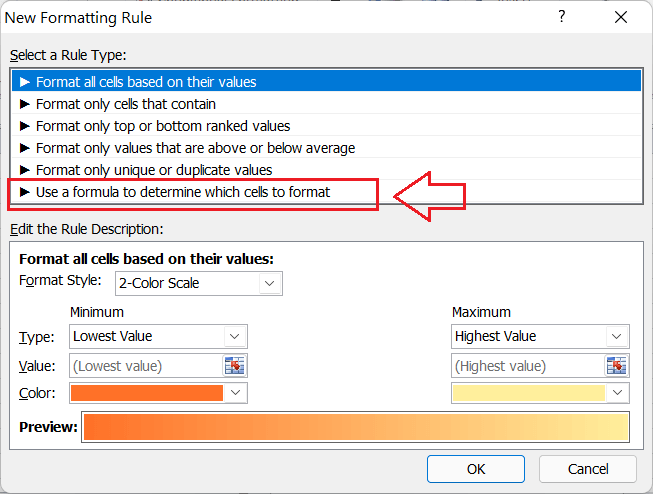 New Formatting Rule
?
Select a Rule Type:
► Format all cells based on their values
► Format only cells that contain
► Format only top or bottom ranked values
► Format only values that are above or below average
► Format only unique or duplicate values
► Use a formula to determine which cells to format
Edit the Rule Description:
Format all cells based on their values:
Format Style: 2-Color Scale
Minimum Maximum
Type: Lowest Value Highest Value
Value: (Lowest value) (Highest value)
Color:
Preview:
OK Cancel